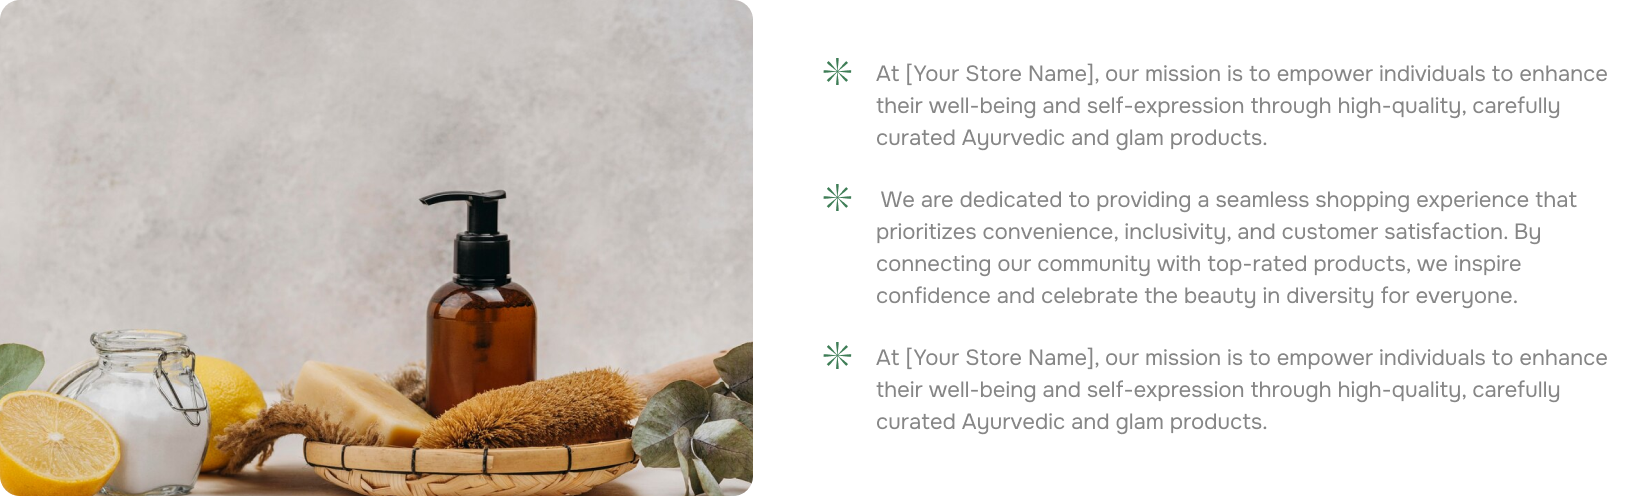 At [Your Store Name], our mission is to empower individuals to enhance
their well-being and self-expression through high-quality, carefully
curated Ayurvedic and glam products.
We are dedicated to providing a seamless shopping experience that
prioritizes convenience, inclusivity, and customer satisfaction. By
connecting our community with top-rated products, we inspire
confidence and celebrate the beauty in diversity for everyone.
At [Your Store Name], our mission is to empower individuals to enhance
their well-being and self-expression through high-quality, carefully
curated Ayurvedic and glam products.